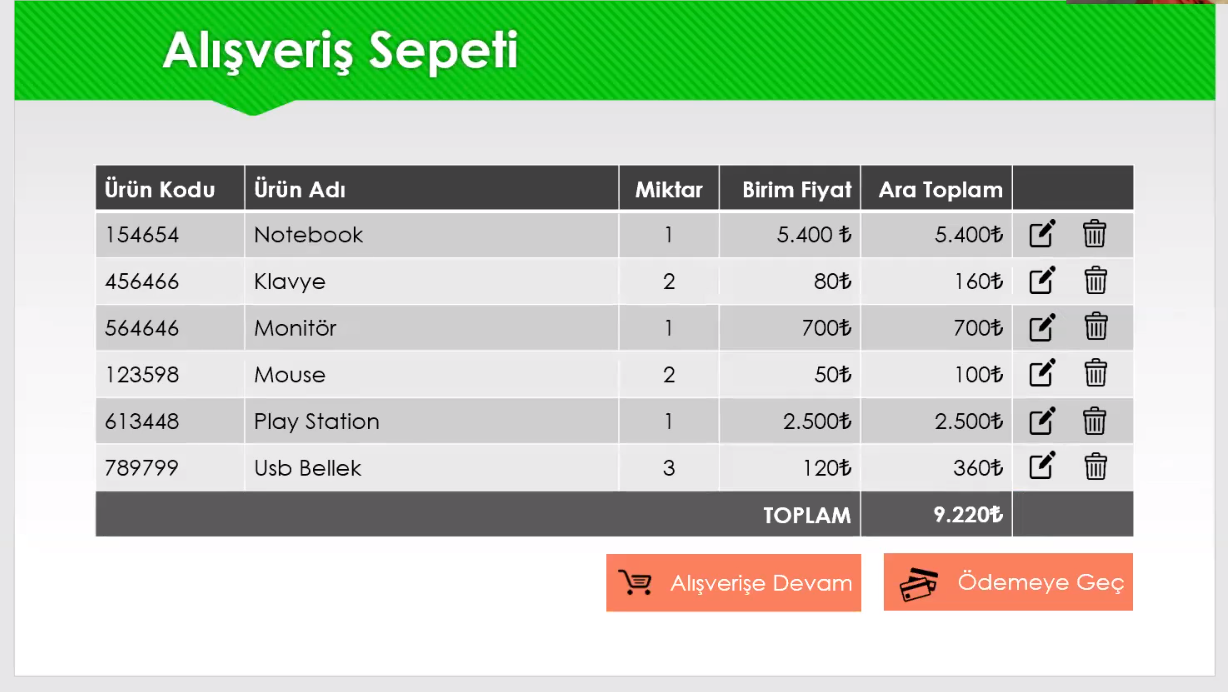 Alışveriş Sepeti
Ürün Kodu Ürün Adı Miktar Birim Fiyat Ara Toplam
154654 Notebook 1 5.400 ₺ 5.400₺
456466 Klavye 2 80₺ 160₺
564646 Monitör 1 700₺ 700₺
123598 Mouse 2 50₺ 100₺
613448 Play Station 1 2.500₺ 2.500₺
789799 Usb Bellek 3 120₺ 360₺
TOPLAM 9.220₺
Alışverişe Devam Ödemeye Geç